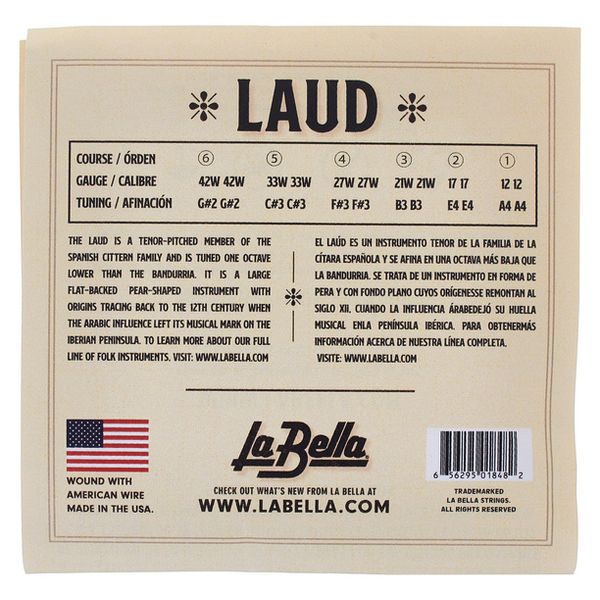 LAUD
COURSE / ÓRDEN ⑥ ⑤ ④ ③ ② ①
GAUGE / CALIBRE 42W 42W 33W 33W 27W 27W 21W 21W 17 17 12 12
TUNING / AFINACIÓN G#2 G#2 C#3 C#3 F#3 F#3 B3 B3 E4 E4 A4 A4
THE LAUD IS A TENOR-PITCHED MEMBER OF THE
SPANISH CITTERN FAMILY AND IS TUNED ONE OCTAVE
LOWER THAN THE BANDURRIA. IT IS A LARGE
FLAT-BACKED PEAR-SHAPED INSTRUMENT WITH
ORIGINS TRACING BACK TO THE 12TH CENTURY WHEN
THE ARABIC INFLUENCE LEFT ITS MUSICAL MARK ON THE
IBERIAN PENINSULA. TO LEARN MORE ABOUT OUR FULL
LINE OF FOLK INSTRUMENTS, VISIT: WWW.LABELLA.COM
EL LAÚD ES UN INSTRUMENTO TENOR DE LA FAMILIA DE LA
CÍTARA ESPAÑOLA Y SE AFINA EN UNA OCTAVA MÁS BAJA QUE
LA BANDURRIA. SE TRATA DE UN INSTRUMENTO EN FORMA DE
PERA Y CON FONDO PLANO CUYOS ORÍGENESSE REMONTAN AL
SIGLO XII, CUANDO LA INFLUENCIA ÁRABEDEJÓ SU HUELLA
MUSICAL ENLA PENÍNSULA IBÉRICA. PARA OBTENERMÁS
INFORMACIÓN ACERCA DE NUESTRA LÍNEA COMPLETA.
VISITE: WWW.LABELLA.COM
WOUND WITH
AMERICAN WIRE
MADE IN THE USA.
La Bella
CHECK OUT WHAT'S NEW FROM LA BELLA AT
WWW.LABELLA.COM
6 56295 01848 2
TRADEMARKED
LA BELLA STRINGS.
ALL RIGHTS RESERVED